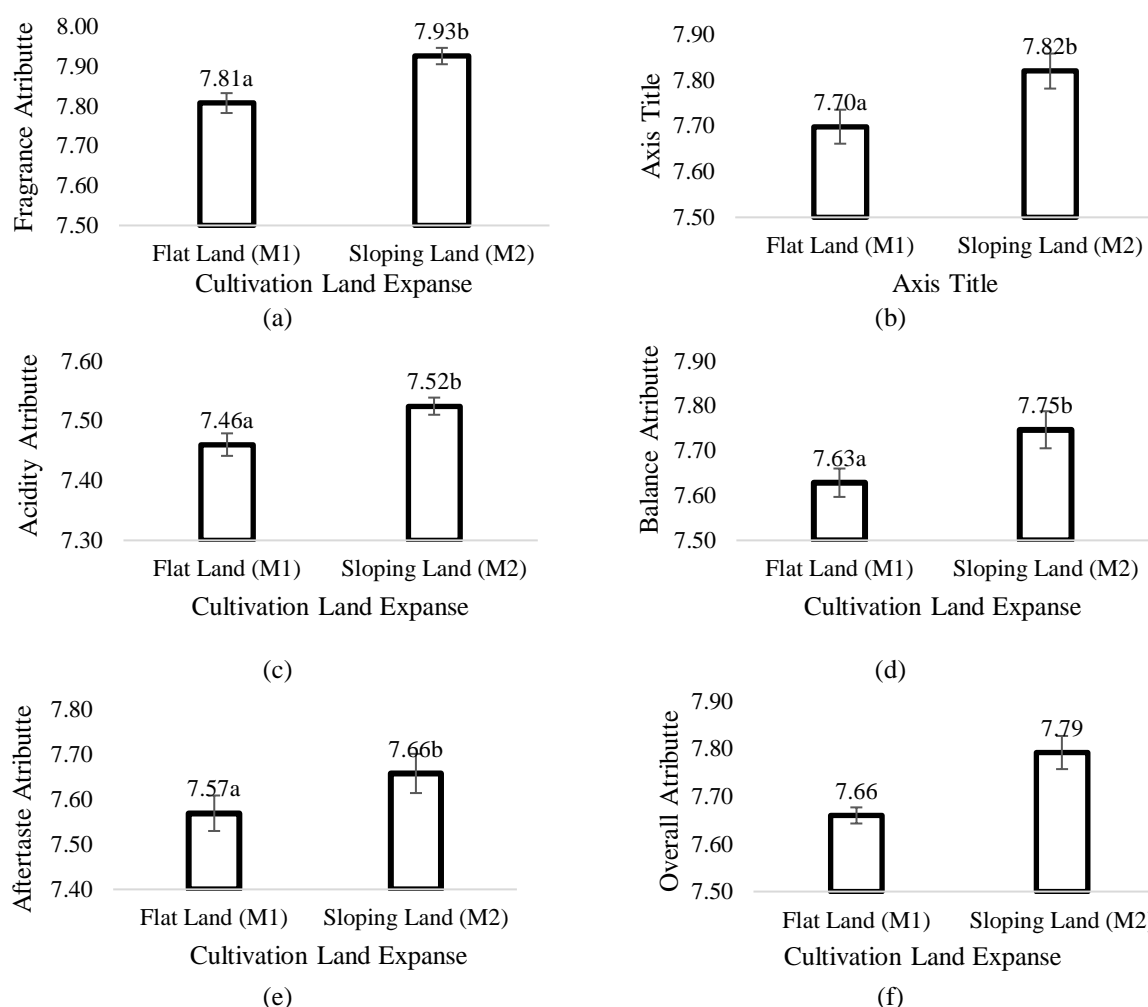 Fragrance Atributte
8.00
7.90
7.80
7.70
7.60
7.50
7.81a
7.93b
Flat Land (M1)
Sloping Land (M2)
Cultivation Land Expanse
(a)
Axis Title
7.90
7.80
7.70
7.60
7.50
7.70a
7.82b
Flat Land (M1)
Sloping Land (M2)
Axis Title
(b)
Acidity Atributte
7.60
7.50
7.40
7.30
7.46a
7.52b
Flat Land (M1)
Sloping Land (M2)
Cultivation Land Expanse
(c)
Balance Atributte
7.90
7.80
7.70
7.60
7.50
7.63a
7.75b
Flat Land (M1)
Sloping Land (M2)
Cultivation Land Expanse
(d)
Aftertaste Atributte
7.80
7.70
7.60
7.50
7.40
7.57a
7.66b
Flat Land (M1)
Sloping Land (M2)
Cultivation Land Expanse
(e)
Overall Atributte
7.90
7.80
7.70
7.60
7.50
7.66
7.79
Flat Land (M1)
Sloping Land (M2
Cultivation Land Expanse
(f)